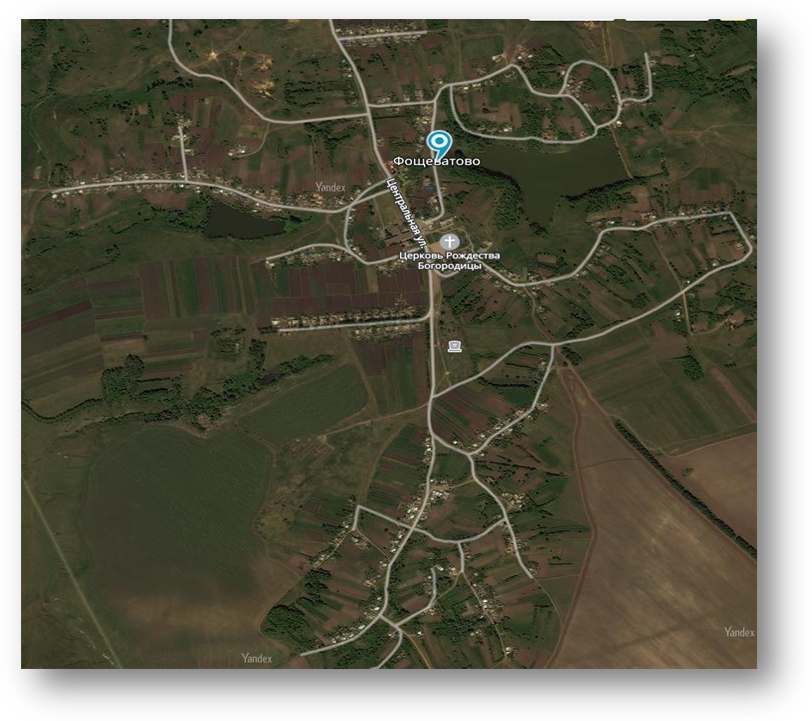 Фощеватово
Yandex
Центральная ул.
Церковь Рождества
Богородицы
Yandex
Yandex